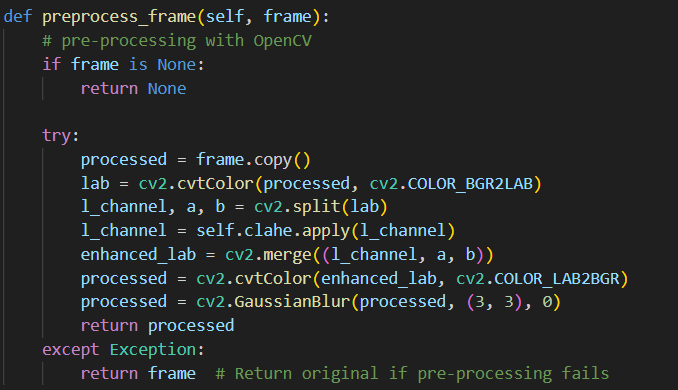 def preprocess_frame(self, frame):
    # pre-processing with OpenCV
    if frame is None:
        return None

    try:
        processed = frame.copy()
        lab = cv2.cvtColor(processed, cv2.COLOR_BGR2LAB)
        l_channel, a, b = cv2.split(lab)
        l_channel = self.clahe.apply(l_channel)
        enhanced_lab = cv2.merge((l_channel, a, b))
        processed = cv2.cvtColor(enhanced_lab, cv2.COLOR_LAB2BGR)
        processed = cv2.GaussianBlur(processed, (3, 3), 0)
        return processed
    except Exception:
        return frame  # Return original if pre-processing fails